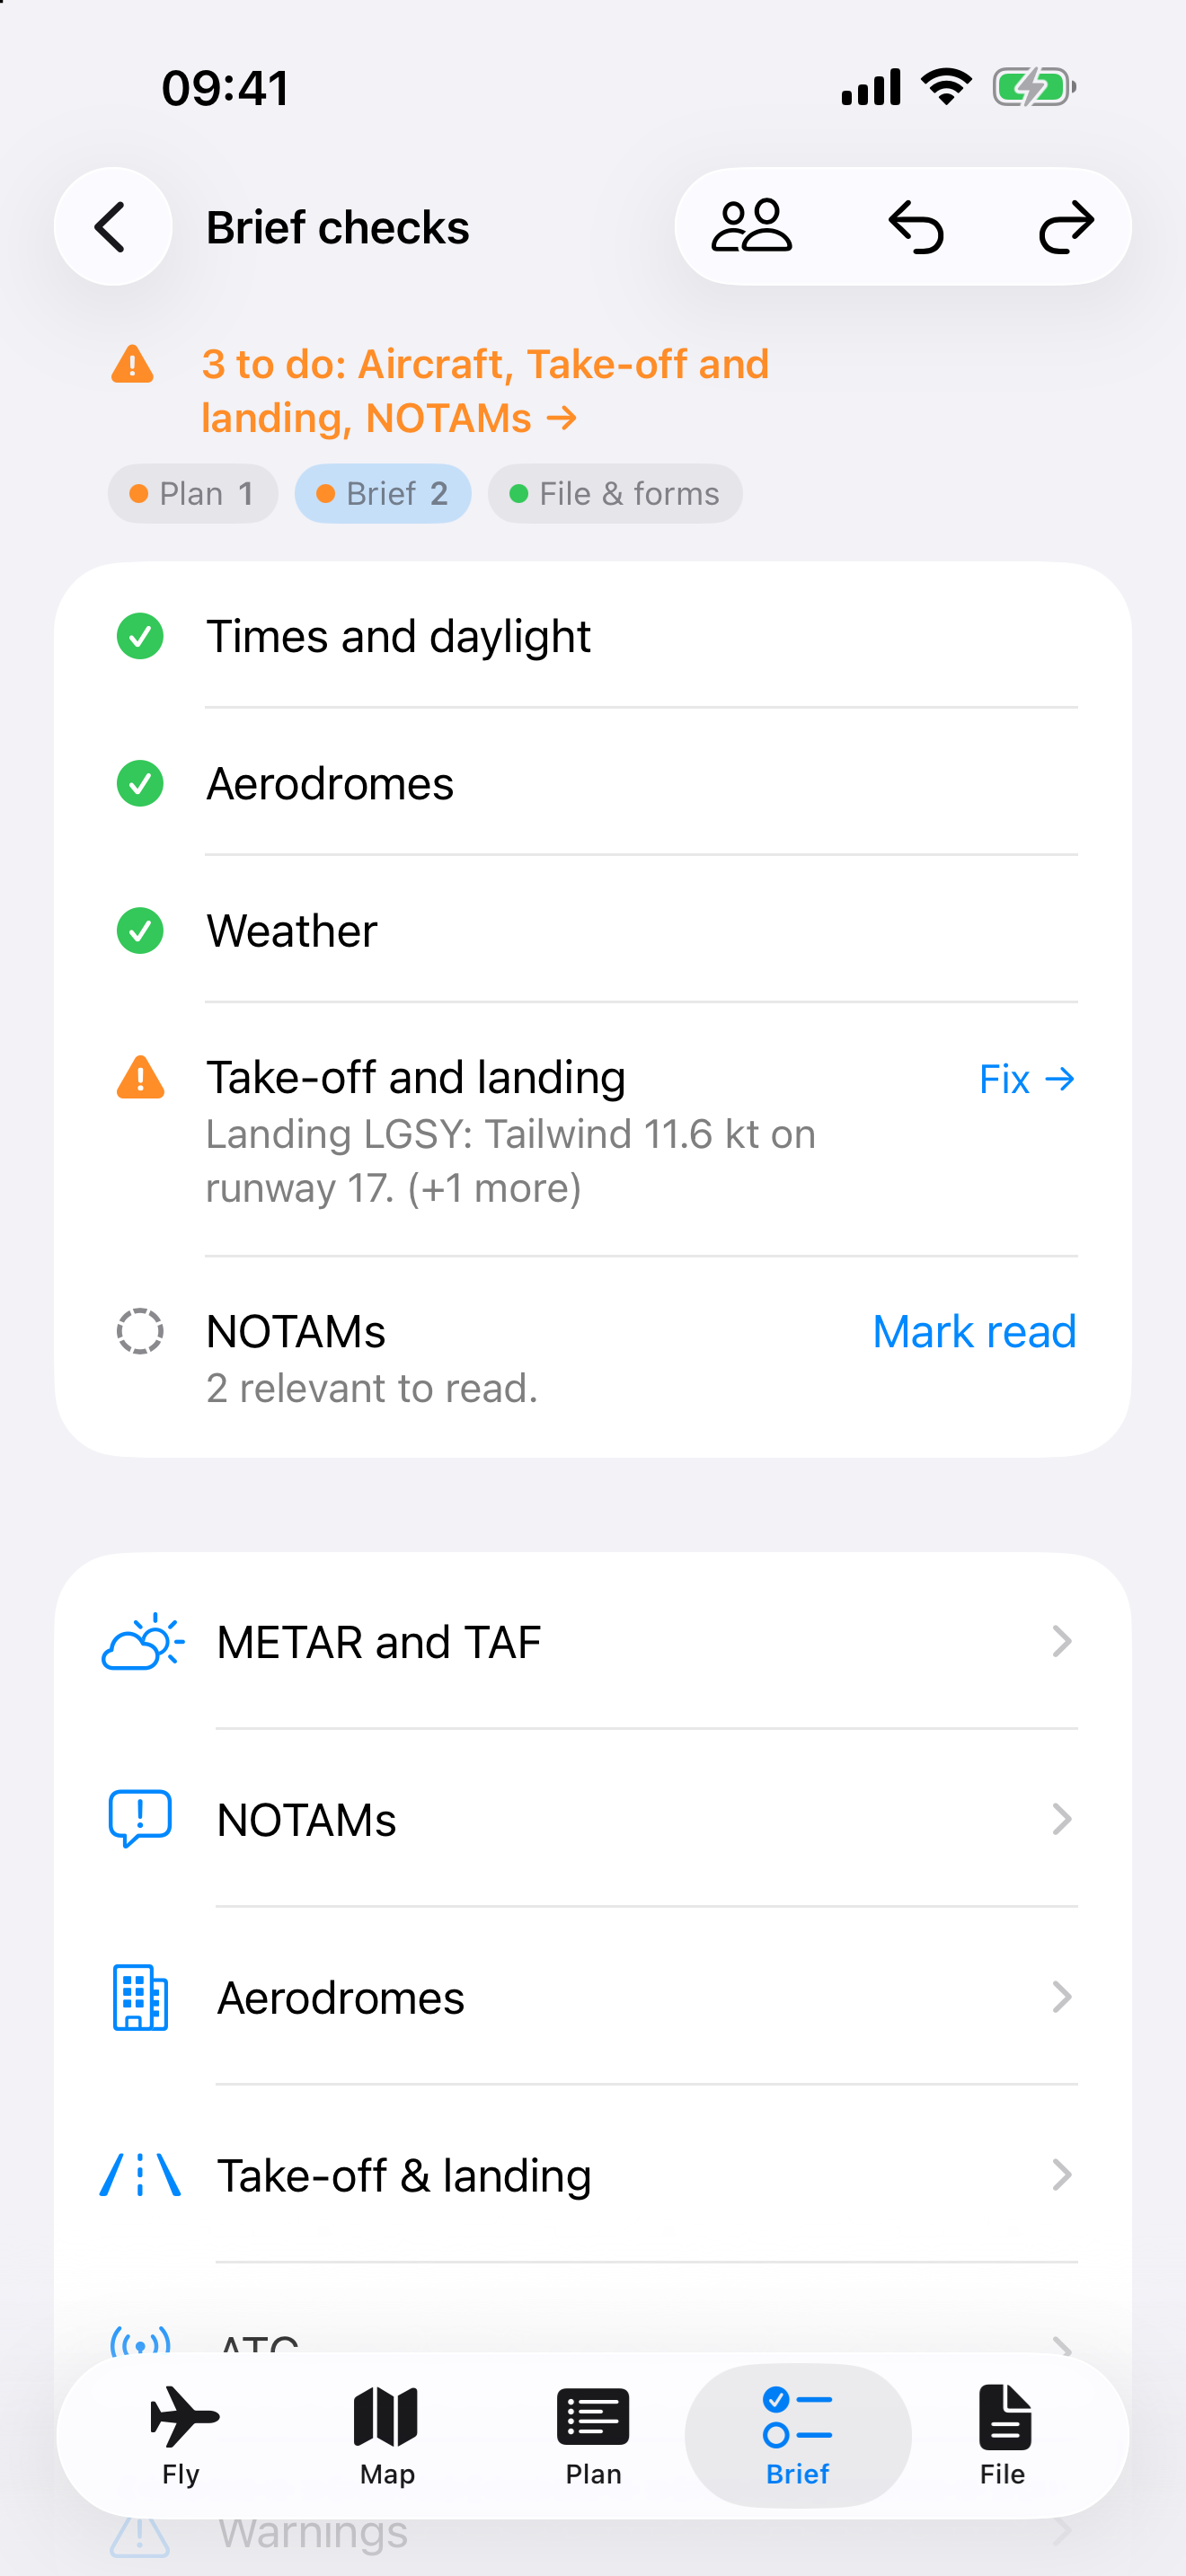 09:41
Brief checks
3 to do: Aircraft, Take-off and
landing, NOTAMs →
Plan 1
Brief 2
File & forms
Times and daylight
Aerodromes
Weather
Take-off and landing
Fix →
Landing LGSY: Tailwind 11.6 kt on
runway 17. (+1 more)
NOTAMs
Mark read
2 relevant to read.
METAR and TAF
NOTAMs
Aerodromes
Take-off & landing
ATC
Fly
Map
Plan
Brief
File
Warnings